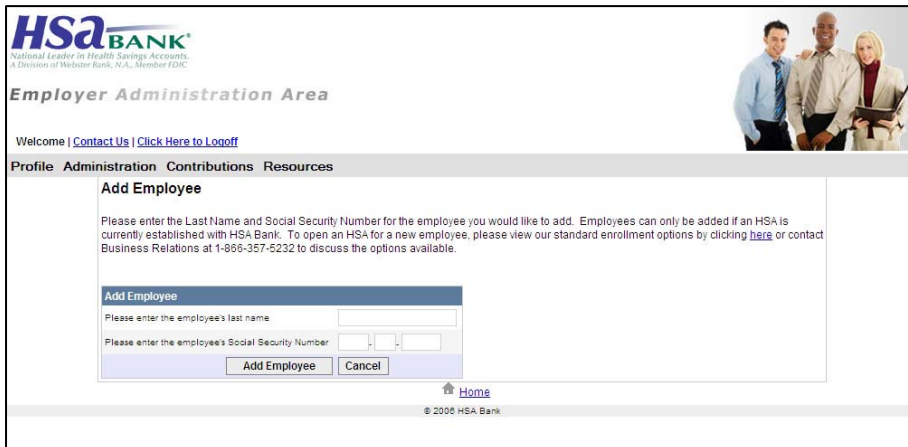 HSA BANK®
National Leader in Health Savings Accounts.
A Division of Webster Bank, N.A., Member FDIC
Employer Administration Area
Welcome | Contact Us | Click Here to Logoff
Profile Administration Contributions Resources
Add Employee
Please enter the Last Name and Social Security Number for the employee you would like to add. Employees can only be added if an HSA is
currently established with HSA Bank. To open an HSA for a new employee, please view our standard enrollment options by clicking here or contact
Business Relations at 1-866-357-5232 to discuss the options available.
Add Employee
Please enter the employee's last name
Please enter the employee's Social Security Number - -
Add Employee Cancel
Home
© 2006 HSA Bank